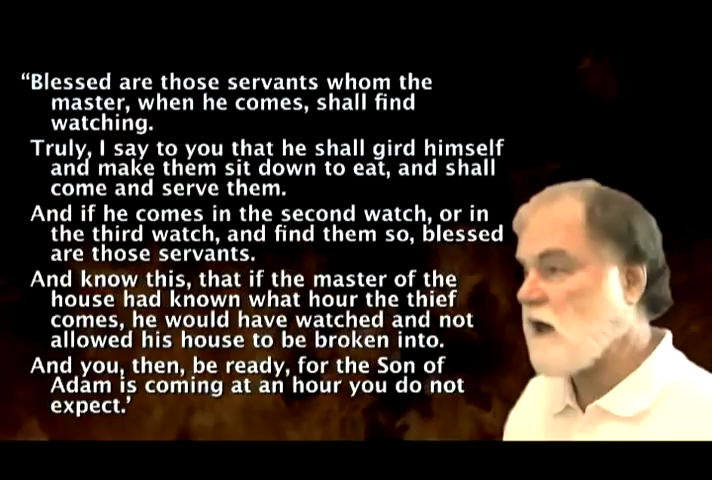 “Blessed are those servants whom the
master, when he comes, shall find
watching.
Truly, I say to you that he shall gird himself
and make them sit down to eat, and shall
come and serve them.
And if he comes in the second watch, or in
the third watch, and find them so, blessed
are those servants.
And know this, that if the master of the
house had known what hour the thief
comes, he would have watched and not
allowed his house to be broken into.
And you, then, be ready, for the Son of
Adam is coming at an hour you do not
expect.’